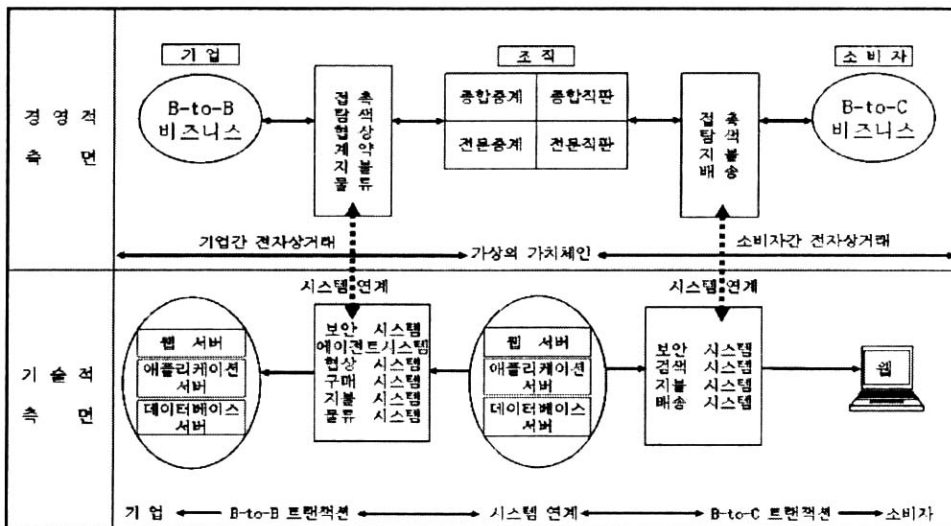 기 업
조 직
소 비 자
경 영 적
측 면
B-to-B
비즈니스
접 촉
탐 색
협 상
계 약
지 불
물 류
종합중계
종합직판
전문중계
전문직판
접 촉
탐 색
지 불
배 송
B-to-C
비즈니스
기업간 전자상거래
가상의 가치체인
소비자간 전자상거래
시스템 연계
시스템 연계
기 술 적
측 면
웹 서버
애플리케이션
서버
데이터베이스
서버
보안 시스템
에이전트시스템
협상 시스템
구매 시스템
지불 시스템
물류 시스템
웹 서버
애플리케이션
서버
데이터베이스
서버
보안 시스템
검색 시스템
지불 시스템
배송 시스템
웹
기 업
B-to-B 트랜잭션
시스템 연계
B-to-C 트랜잭션
소비자